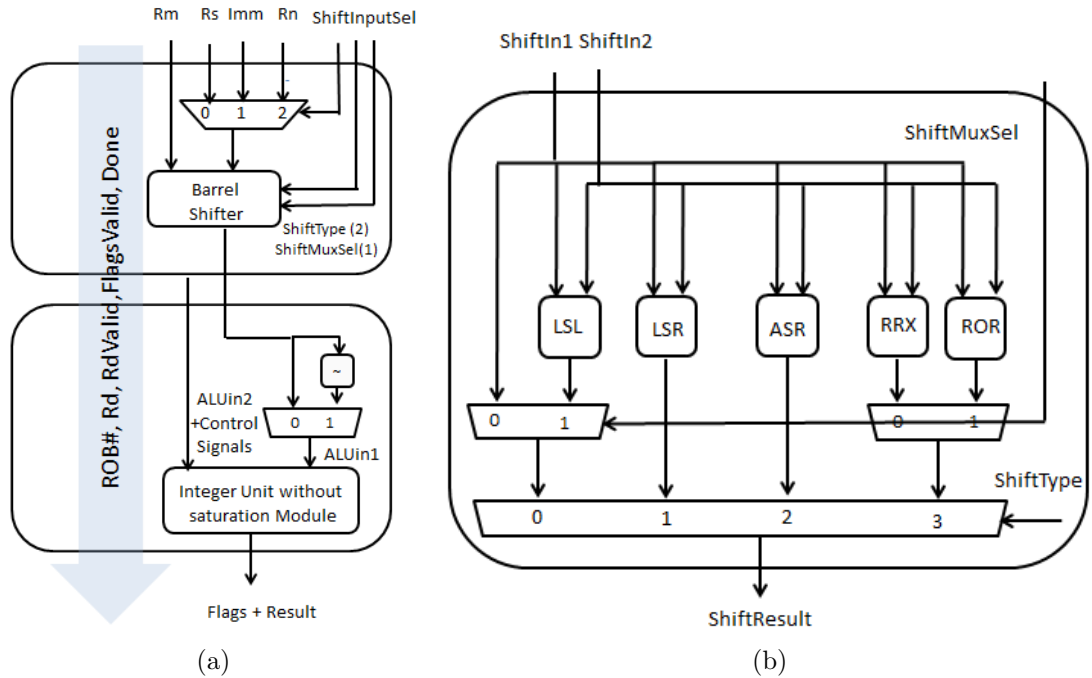 Rm Rs Imm Rn ShiftInputSel
0 1 2
Barrel
Shifter
ShiftType (2)
ShiftMuxSel(1)
ROB#, Rd, RdValid,FlagsValid, Done
~
ALUin2
+Control
Signals
0 1
ALUin1
Integer Unit without
saturation Module
Flags + Result
(a)
ShiftIn1 ShiftIn2
ShiftMuxSel
LSL LSR ASR RRX ROR
0 1 0 1
ShiftType
0 1 2 3
ShiftResult
(b)